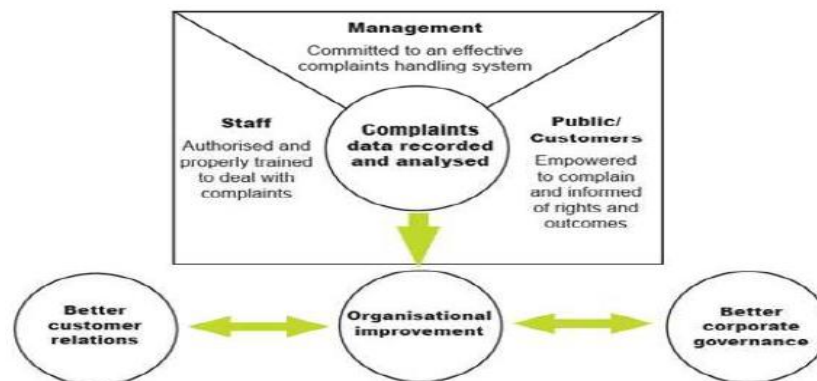 Management
Committed to an effective
complaints handling system
Staff
Authorised and
properly trained
to deal with
complaints
Complaints
data recorded
and analysed
Public/
Customers
Empowered
to complain
and informed
of rights and
outcomes
Better
customer
relations
Organisational
improvement
Better
corporate
governance